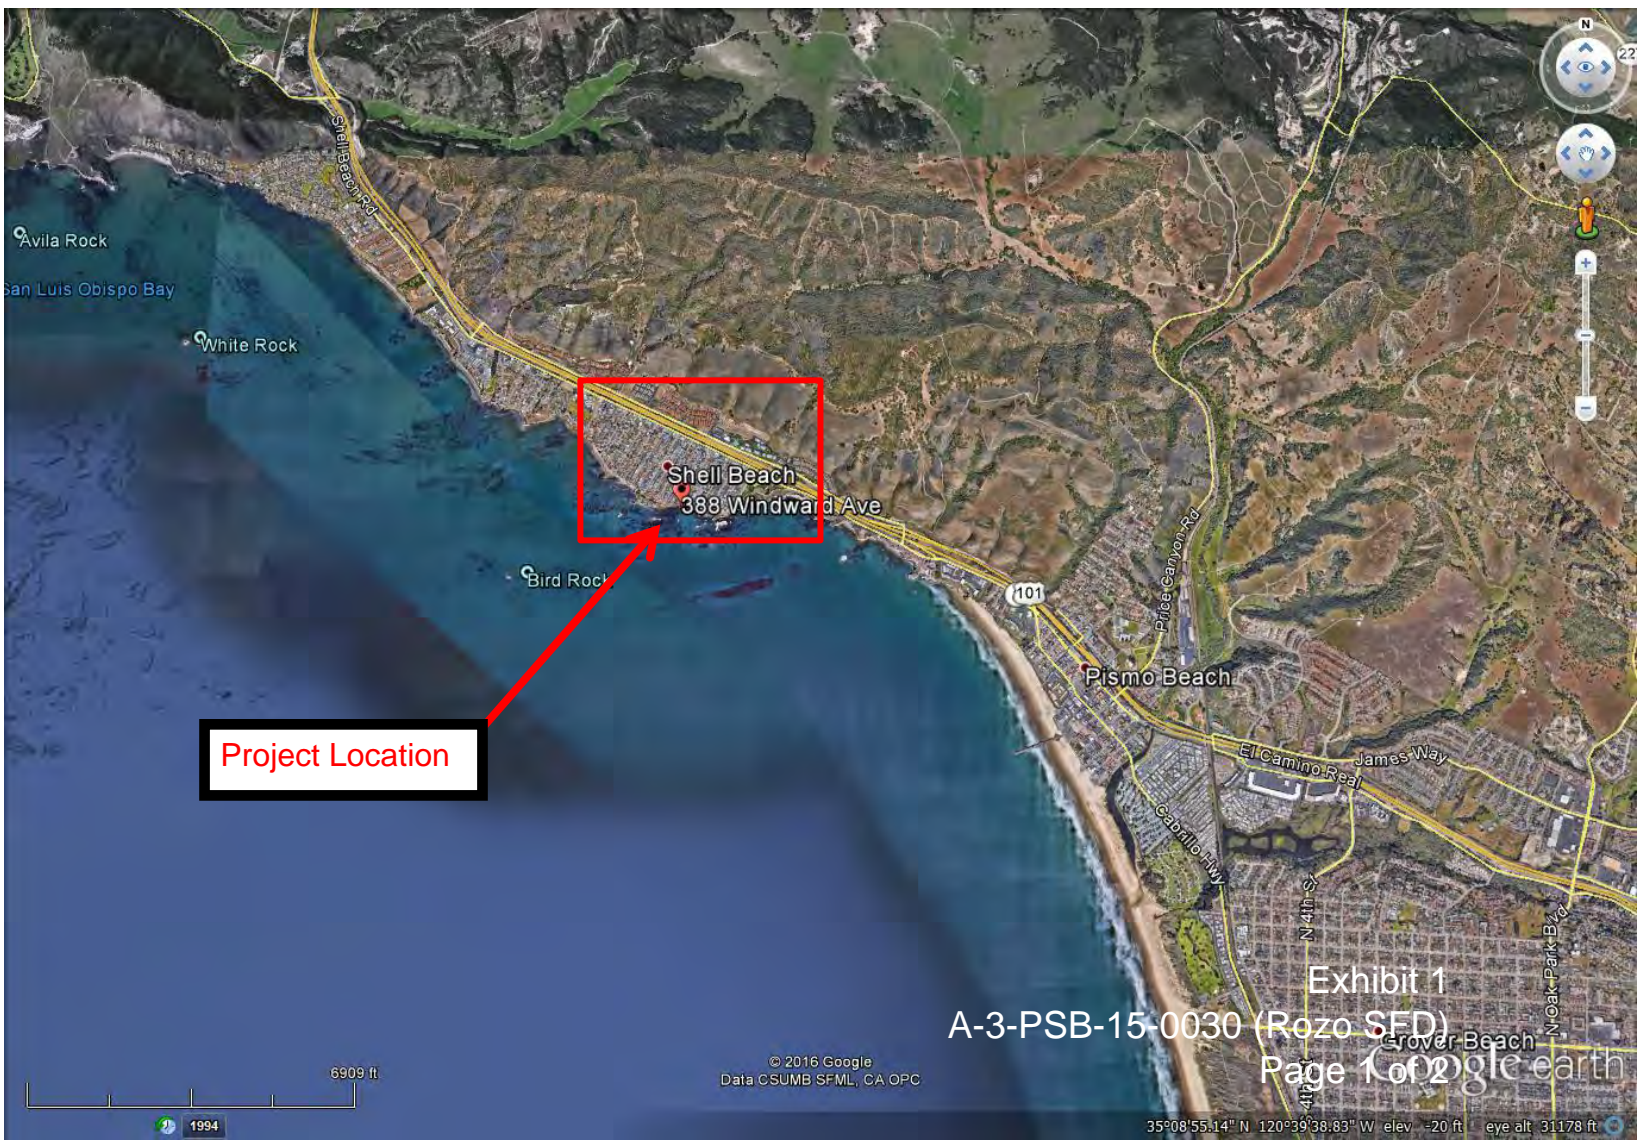 N
22
Shell Beach Rd
Avila Rock
San Luis Obispo Bay
White Rock
Shell Beach
388 Windward Ave
Bird Rock
101
Price Canyon Rd
Pismo Beach
Project Location
El Camino Real
James Way
Cabrillo Hwy
N 4th St
N Oak Park Blvd
Exhibit 1
A-3-PSB-15-0030 (Rozo SFD)
Grover Beach
Page 1 of 2
Google earth
S 4th St
© 2016 Google
Data CSUMB SFML, CA OPC
6909 ft
1994
35°08'55.14" N 120°39'38.83" W elev -20 ft eye alt 31178 ft